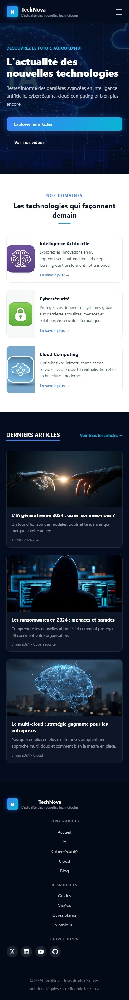 N
TechNova
L'actualité des nouvelles technologies
☰
DÉCOUVREZ LE FUTUR, AUJOURD'HUI
L'actualité des
nouvelles technologies
IA
Restez informé des dernières avancées en intelligence
artificielle, cybersécurité, cloud computing et bien plus
encore.
Explorer les articles
Voir nos vidéos
NOS DOMAINES
Les technologies qui façonnent
demain
Intelligence Artificielle
Explorez les innovations en IA,
apprentissage automatique et deep
learning qui transforment notre monde.
En savoir plus →
Cybersécurité
Protégez vos données et systèmes grâce
aux dernières actualités, menaces et
solutions en sécurité informatique.
En savoir plus →
Cloud Computing
Optimisez vos infrastructures et vos
services avec le cloud, la virtualisation et les
architectures modernes.
En savoir plus →
DERNIERS ARTICLES
Voir tous les articles →
L'IA générative en 2024 : où en sommes-nous ?
Un tour d'horizon des modèles, outils et tendances qui
marquent cette année.
12 mai 2024 • IA
Les ransomwares en 2024 : menaces et parades
Comprendre les nouvelles attaques et comment protéger
efficacement votre organisation.
8 mai 2024 • Cybersécurité
Le multi-cloud : stratégie gagnante pour les
entreprises
Pourquoi de plus en plus d'entreprises adoptent une
approche multi-cloud et comment bien la mettre en place.
5 mai 2024 • Cloud
N
TechNova
L'actualité des nouvelles technologies
LIENS RAPIDES
Accueil
IA
Cybersécurité
Cloud
Blog
RESSOURCES
Guides
Vidéos
Livres blancs
Newsletter
SUIVEZ-NOUS
© 2024 TechNova. Tous droits réservés.
Mentions légales • Confidentialité • CGU